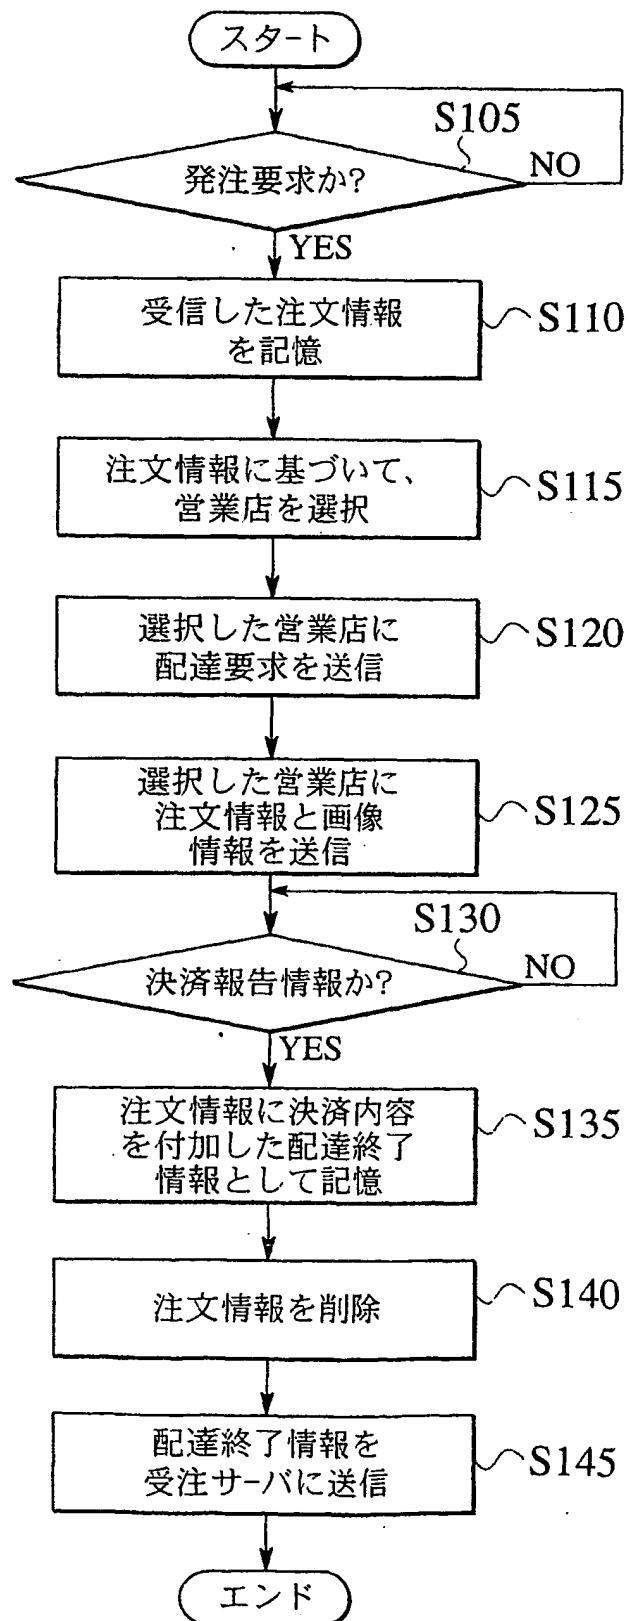 スタート
S105
発注要求か?
NO
YES
受信した注文情報
を記憶
S110
注文情報に基づいて、
営業店を選択
S115
選択した営業店に
配達要求を送信
S120
選択した営業店に
注文情報と画像
情報を送信
S125
S130
決済報告情報か?
NO
YES
注文情報に決済内容
を付加した配達終了
情報として記憶
S135
注文情報を削除
S140
配達終了情報を
受注サーバに送信
S145
エンド